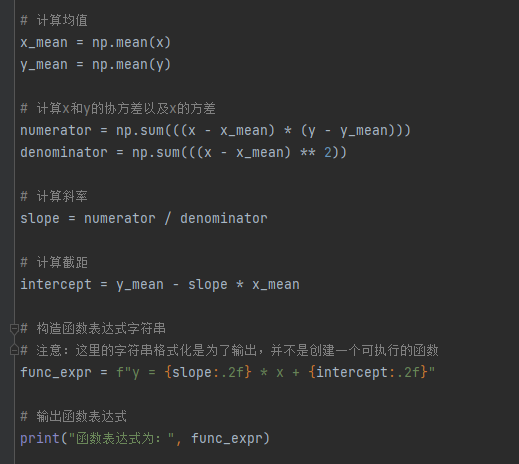 # 计算均值
x_mean = np.mean(x)
y_mean = np.mean(y)
# 计算x和y的协方差以及x的方差
numerator = np.sum(((x - x_mean) * (y - y_mean)))
denominator = np.sum(((x - x_mean) ** 2))
# 计算斜率
slope = numerator / denominator
# 计算截距
intercept = y_mean - slope * x_mean
# 构造函数表达式字符串
# 注意：这里的字符串格式化是为了输出，并不是创建一个可执行的函数
func_expr = f"y = {slope:.2f} * x + {intercept:.2f}"
# 输出函数表达式
print("函数表达式为：", func_expr)